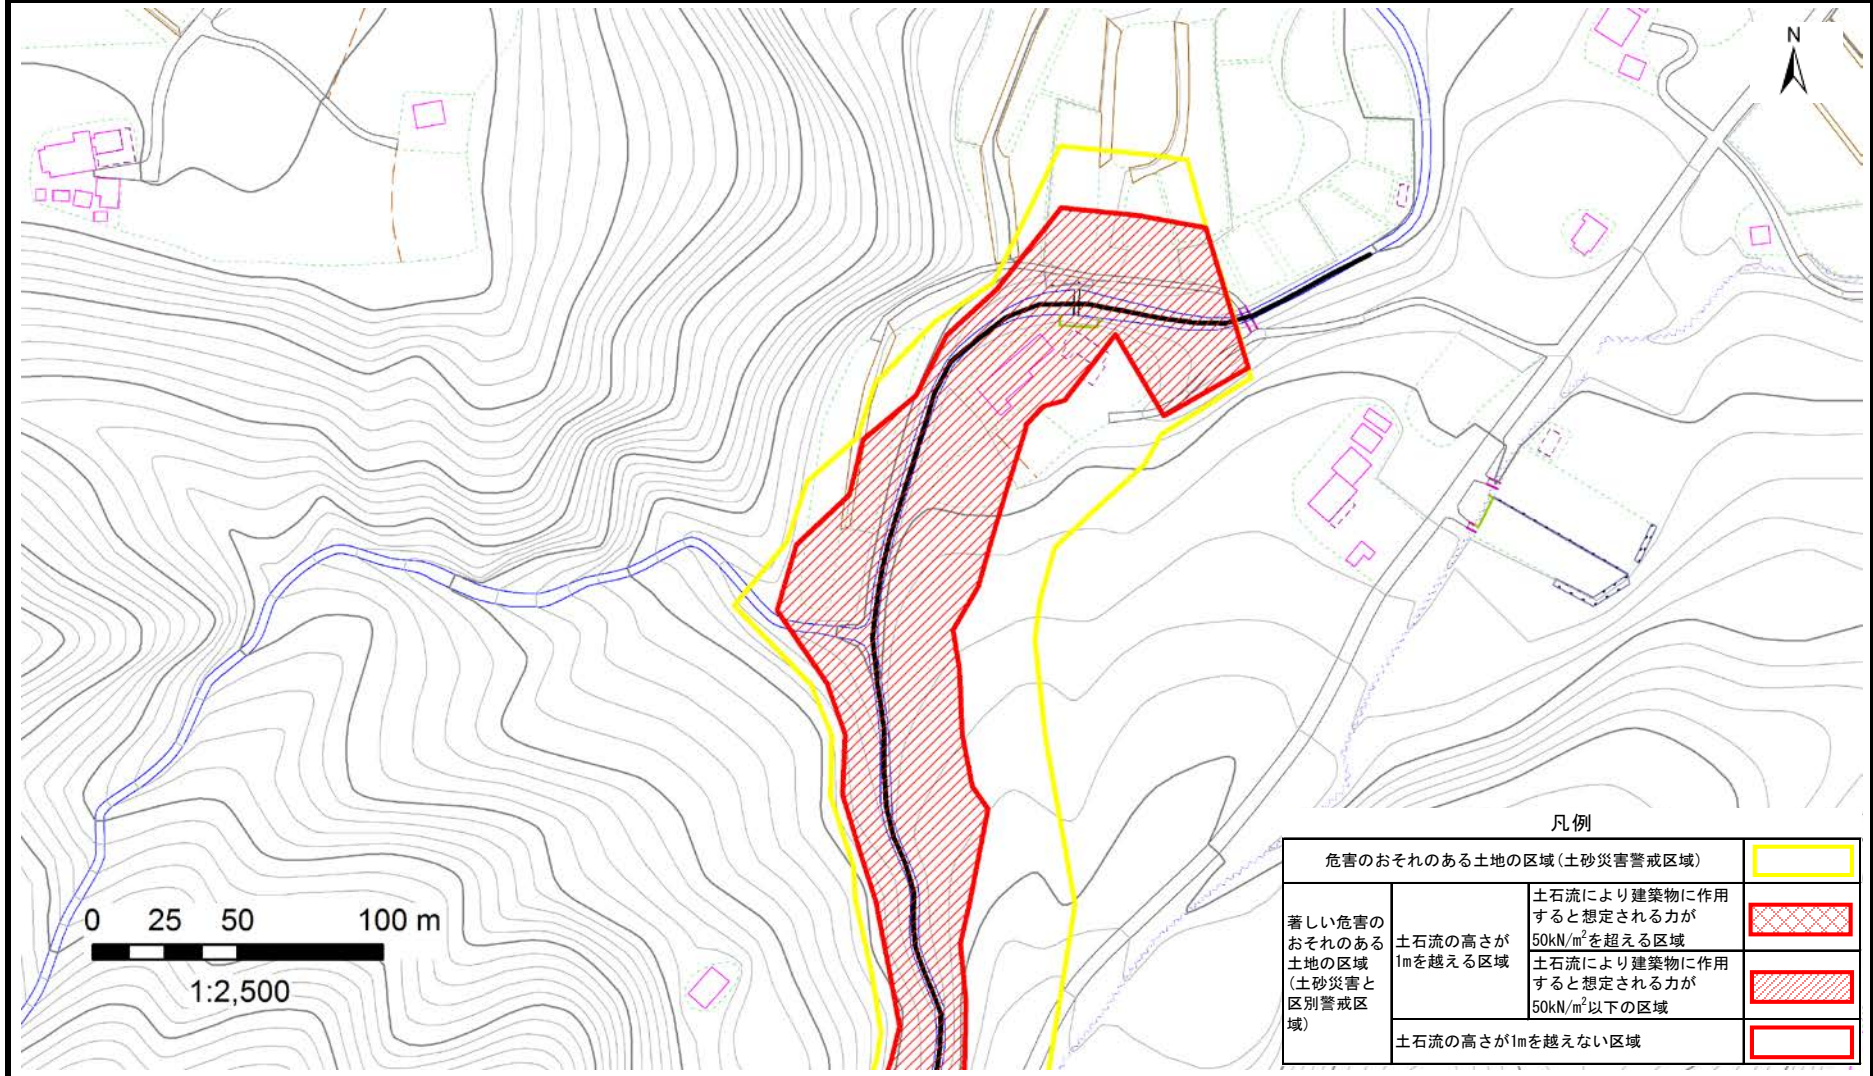 N
凡例
危害のおそれのある土地の区域(土砂災害警戒区域)
著しい危害の
おそれのある
土地の区域
(土砂災害と
区別警戒区
域)
土石流の高さが
1mを越える区域
土石流により建築物に作用
すると想定される力が
50kN/m²を超える区域
土石流により建築物に作用
すると想定される力が
50kN/m²以下の区域
土石流の高さが1mを越えない区域
0 25 50 100 m
1:2,500